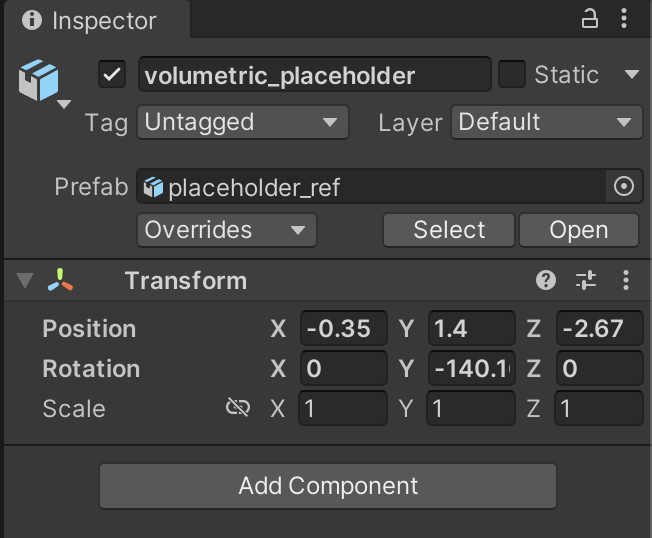 Inspector
volumetric_placeholder Static
Tag Untagged Layer Default
Prefab placeholder_ref
Overrides Select Open
Transform
Position X -0.35 Y 1.4 Z -2.67
Rotation X 0 Y -140.1 Z 0
Scale X 1 Y 1 Z 1
Add Component